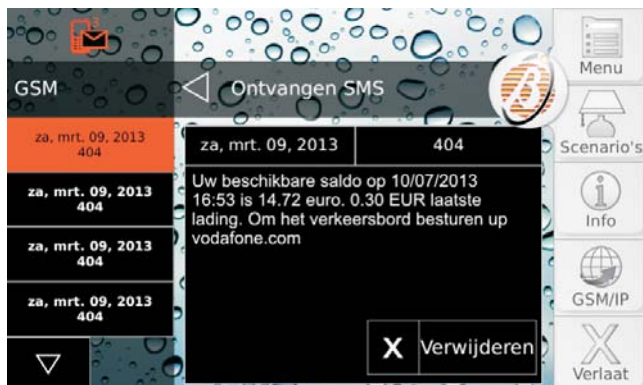 3
GSM
Ontvangen SMS
za, mrt. 09, 2013
404
za, mrt. 09, 2013
404
za, mrt. 09, 2013
404
za, mrt. 09, 2013
404
za, mrt. 09, 2013
404
Uw beschikbare saldo op 10/07/2013
16:53 is 14.72 euro. 0.30 EUR laatste
lading. Om het verkeersbord besturen up
vodafone.com
X Verwijderen
Menu
Scenario's
Info
GSM/IP
Verlaat